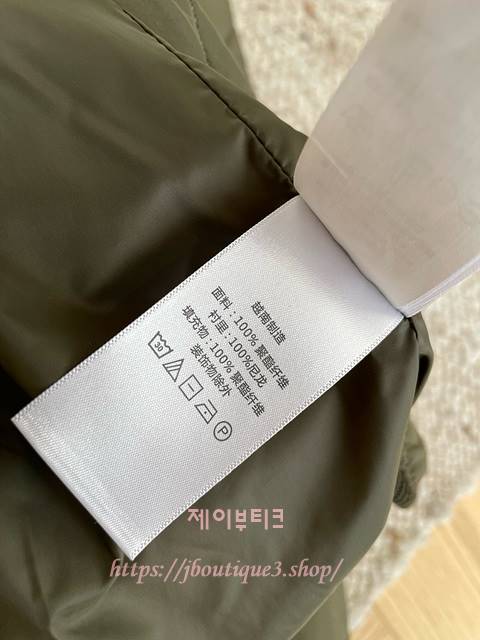 越南制造
面料：100% 聚酯纤维
衬里：100%尼龙
填充物：100% 聚酯纤维
装饰物除外
30
P
제이부티크
https://jboutique3.shop/